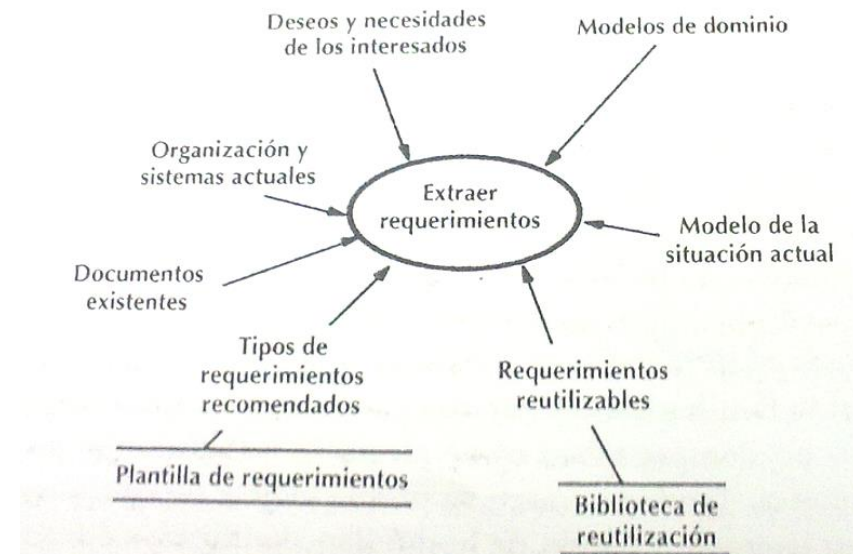 Deseos y necesidades
de los interesados
Modelos de dominio
Organización y
sistemas actuales
Extraer
requerimientos
Modelo de la
situación actual
Documentos
existentes
Tipos de
requerimientos
recomendados
Requerimientos
reutilizables
Plantilla de requerimientos
Biblioteca de
reutilización